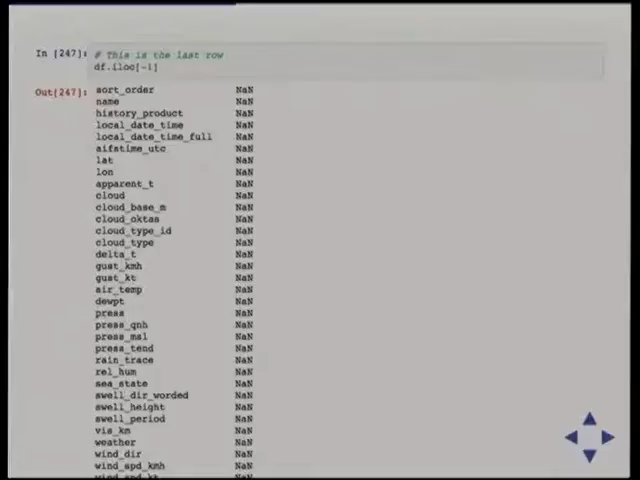 In [247]: # This is the last row
df.iloc[-1]
Out[247]: sort_order NaN
name NaN
history_product NaN
local_date_time NaN
local_date_time_full NaN
aifstime_utc NaN
lat NaN
lon NaN
apparent_t NaN
cloud NaN
cloud_base_m NaN
cloud_oktas NaN
cloud_type_id NaN
cloud_type NaN
delta_t NaN
gust_kmh NaN
gust_kt NaN
air_temp NaN
dewpt NaN
press NaN
press_qnh NaN
press_msl NaN
press_tend NaN
rain_trace NaN
rel_hum NaN
sea_state NaN
swell_dir_worded NaN
swell_height NaN
swell_period NaN
vis_km NaN
weather NaN
wind_dir NaN
wind_spd_kmh NaN
wind_spd_kt NaN